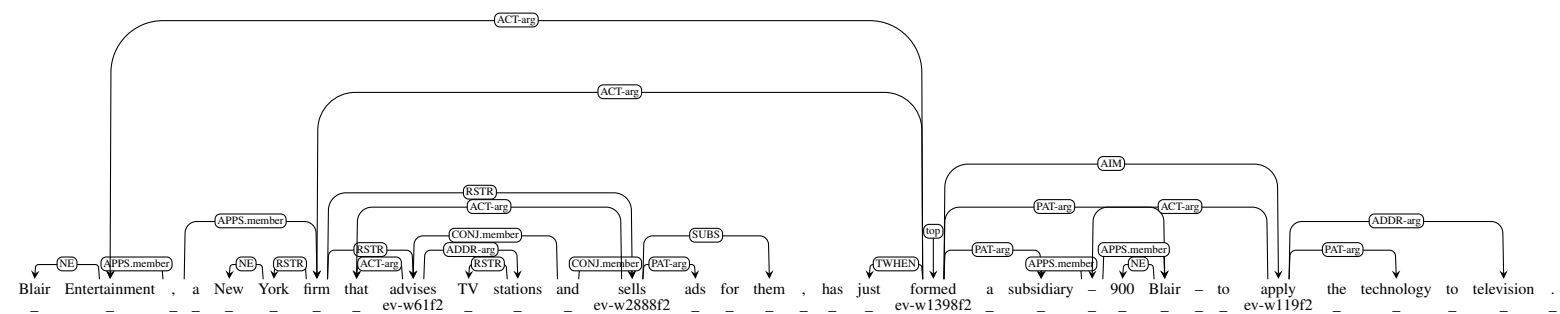 ACT-arg
ACT-arg
AIM
RSTR
ACT-arg PAT-arg ACT-arg
APPS.member ADDR-arg
top
CONJ.member SUBS
RSTR ADDR-arg PAT-arg APPS.member PAT-arg
NE APPS.member NE RSTR ACT-arg RSTR CONJ.member PAT-arg TWHEN APPS.member NE
Blair Entertainment , a New York firm that advises TV stations and sells ads for them , has just formed a subsidiary – 900 Blair – to apply the technology to television .
ev-w61f2 ev-w2888f2 ev-w1398f2 ev-w119f2
_ _ _ _ _ _ _ _ _ _ _ _ _ _ _ _ _ _ _ _ _ _ _ _ _ _ _